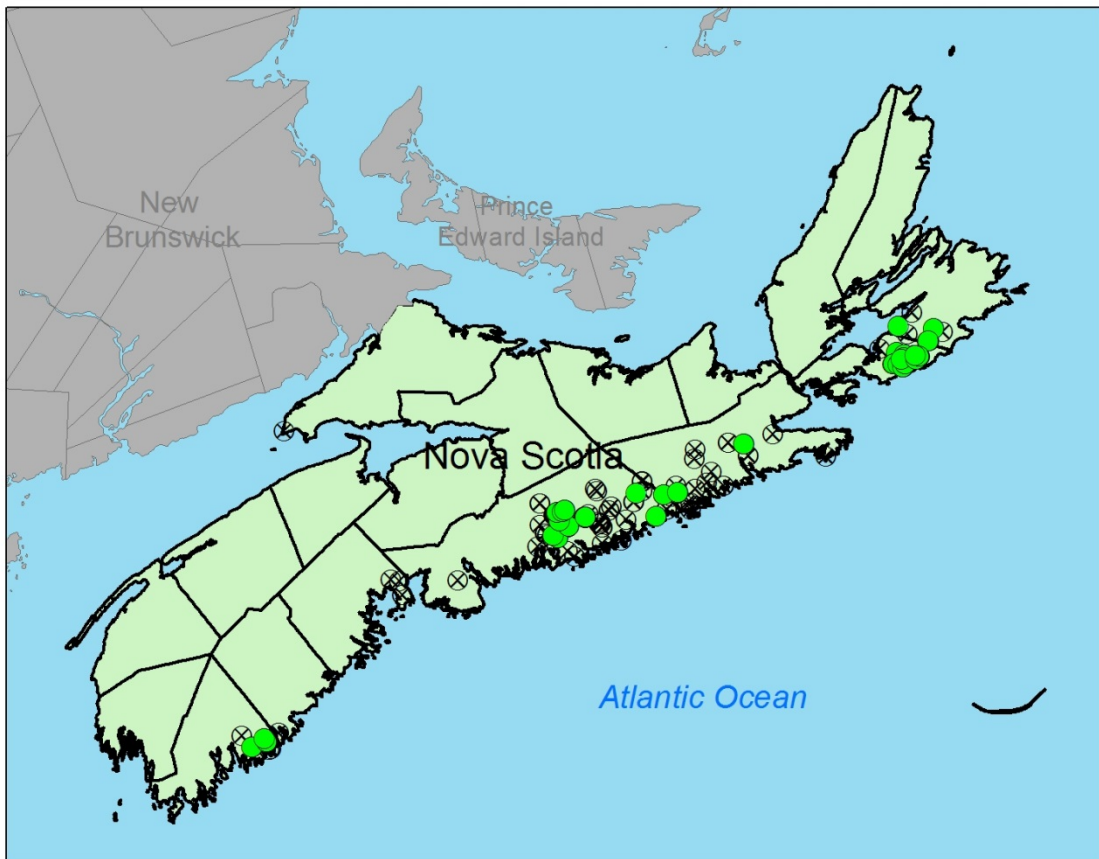 New
Brunswick
Prince
Edward Island
Nova Scotia
Atlantic Ocean